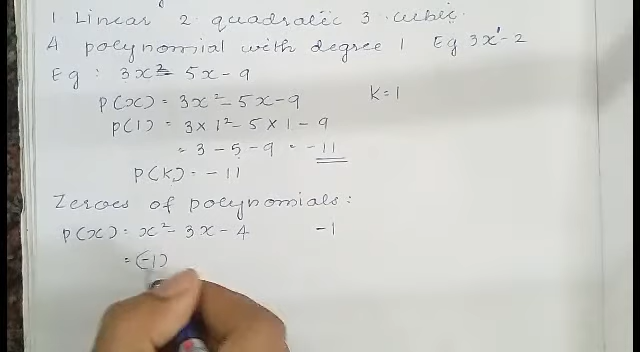 1 Linear 2. quadratic 3. cubic.
A polynomial with degree 1 Eg 3x¹-2
Eg : 3x² - 5x - 9
P(x) = 3x² - 5x - 9 K=1
P(1) = 3 x 1² - 5 x 1 - 9
= 3 - 5 - 9 = -11
P(K) = -11
Zeroes of polynomials :
P(x) = x² - 3x - 4 -1
= (-1)